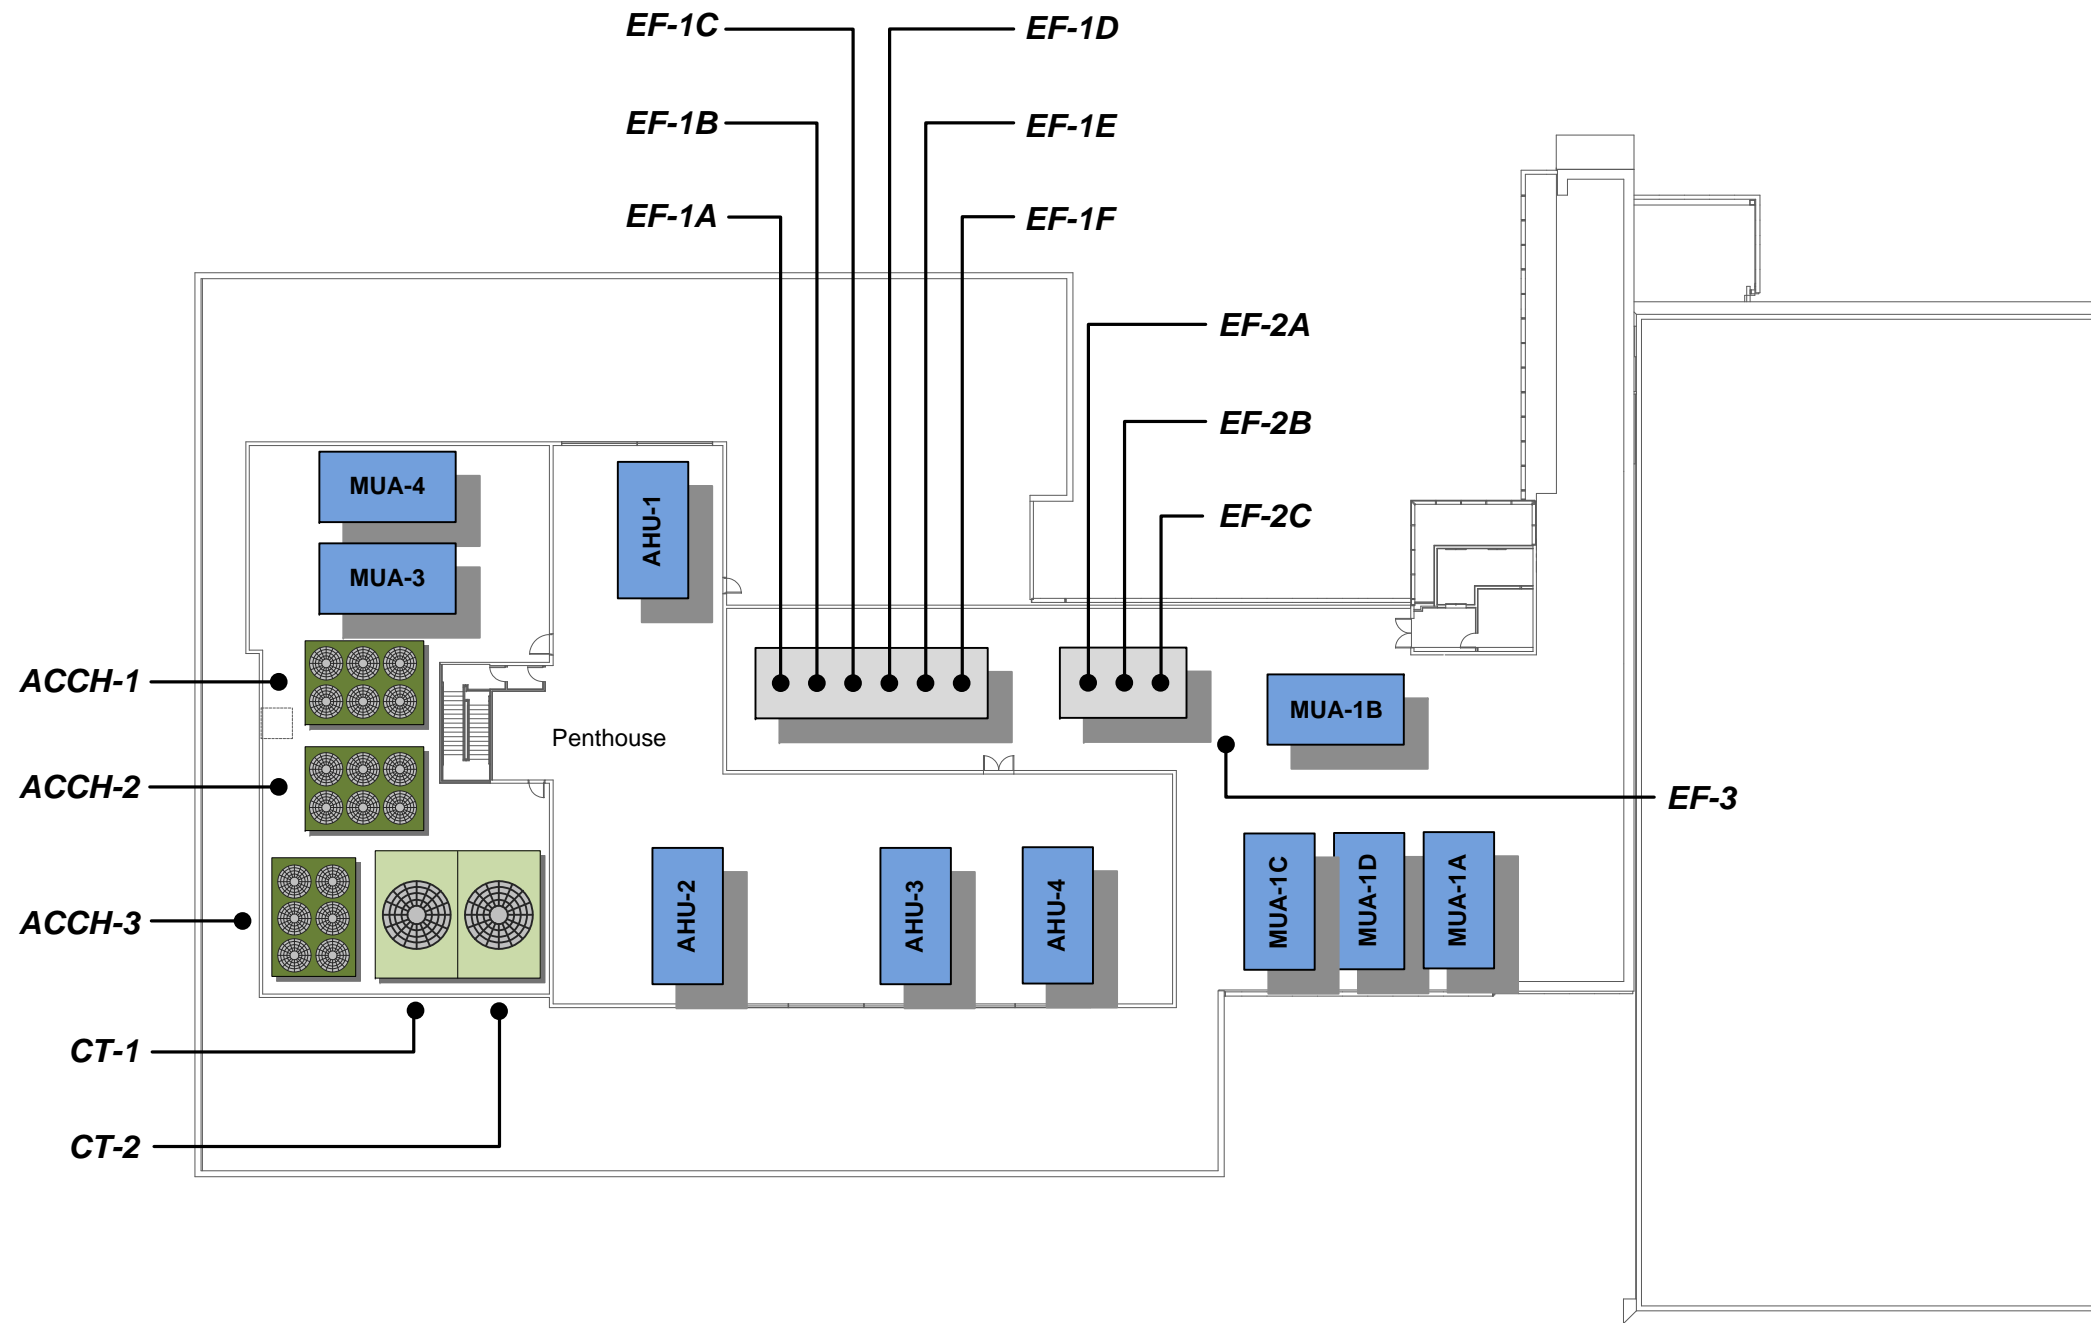 EF-1C
EF-1D
EF-1B
EF-1E
EF-1A
EF-1F
EF-2A
EF-2B
EF-2C
MUA-4
AHU-1
MUA-3
ACCH-1
MUA-1B
Penthouse
ACCH-2
EF-3
ACCH-3
AHU-2
AHU-3
AHU-4
MUA-1C
MUA-1D
MUA-1A
CT-1
CT-2